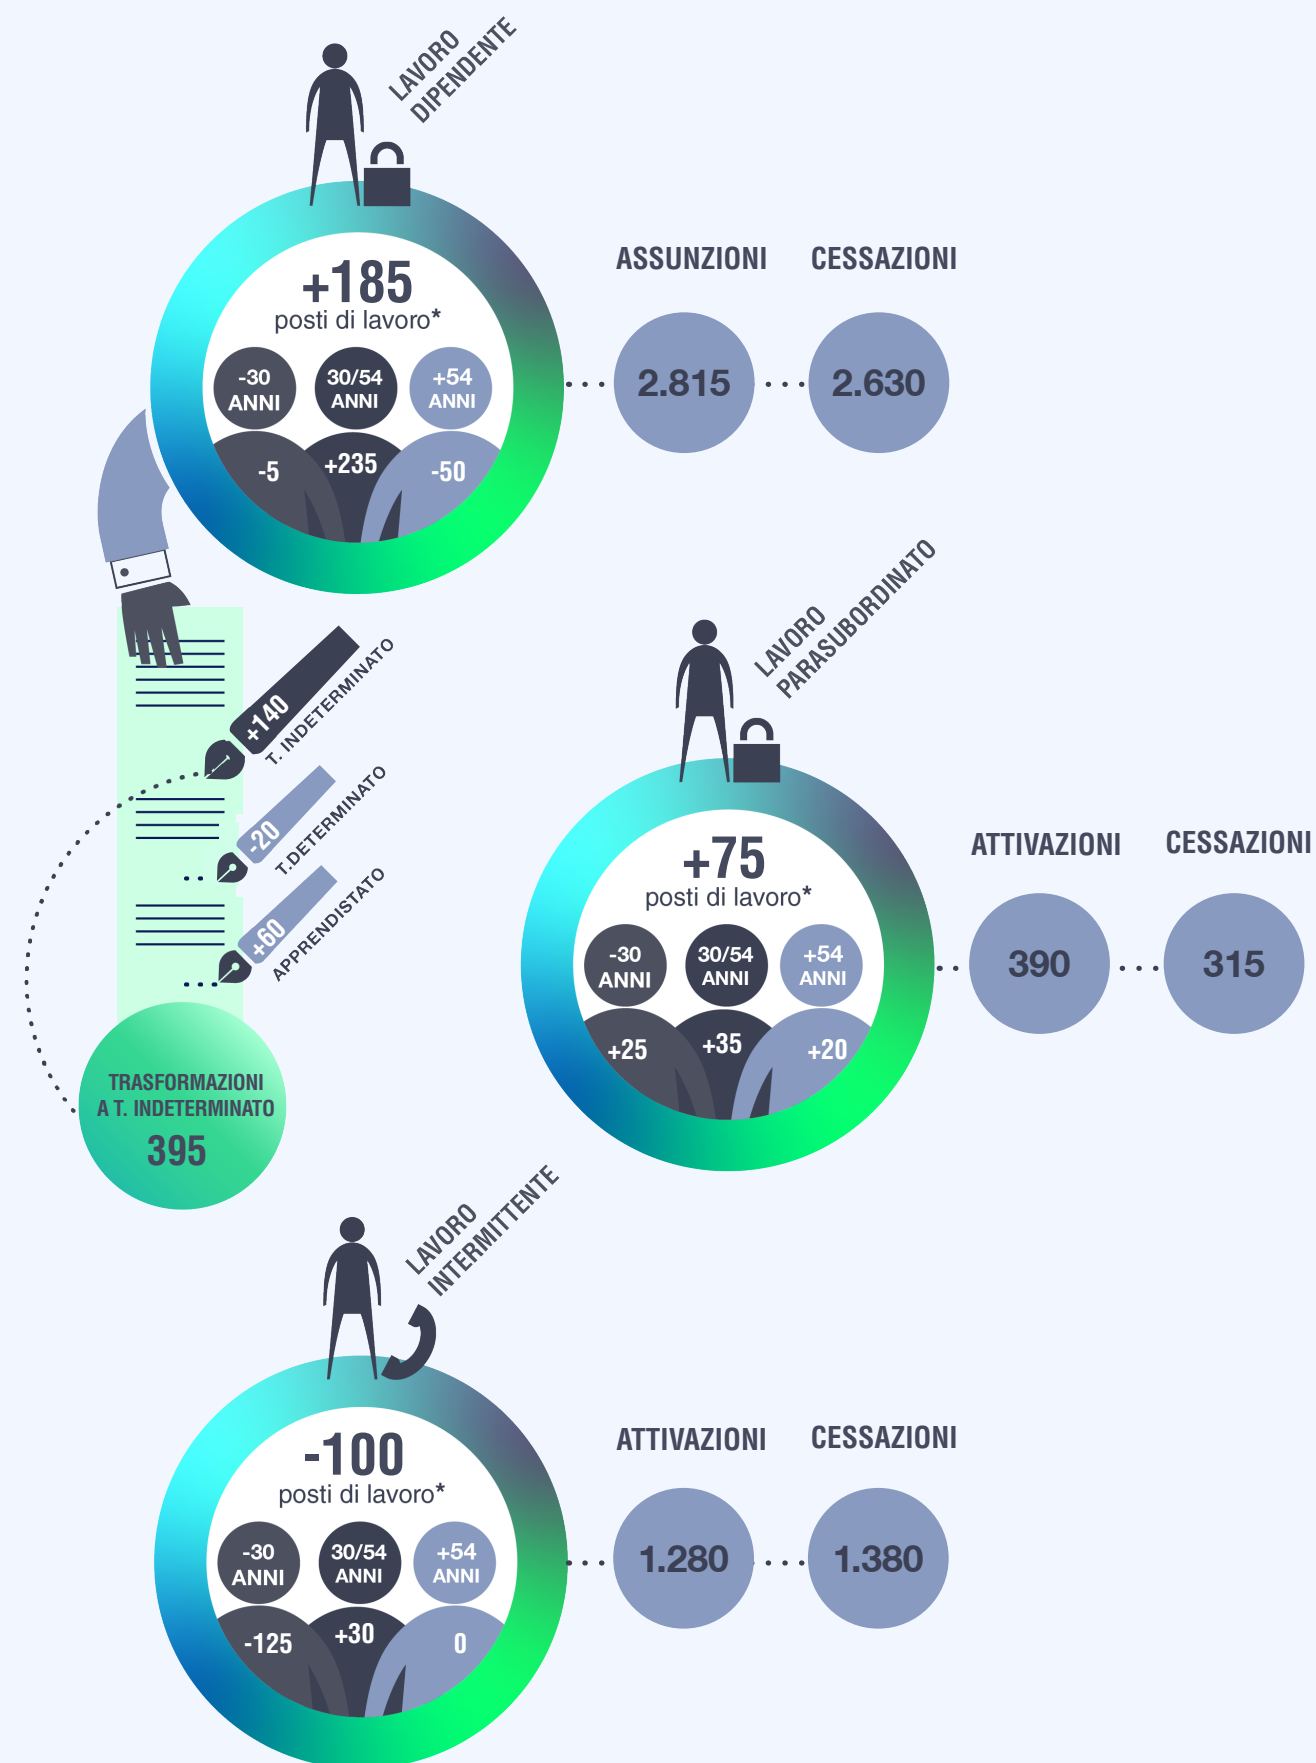 LAVORO
DIPENDENTE
+185
posti di lavoro*
-30
ANNI
30/54
ANNI
+54
ANNI
-5
+235
-50
ASSUNZIONI
CESSAZIONI
2.815
2.630
+140
T. INDETERMINATO
-20
T.DETERMINATO
+60
APPRENDISTATO
TRASFORMAZIONI
A T. INDETERMINATO
395
LAVORO
PARASUBORDINATO
+75
posti di lavoro*
-30
ANNI
30/54
ANNI
+54
ANNI
+25
+35
+20
ATTIVAZIONI
CESSAZIONI
390
315
LAVORO
INTERMITTENTE
-100
posti di lavoro*
-30
ANNI
30/54
ANNI
+54
ANNI
-125
+30
0
ATTIVAZIONI
CESSAZIONI
1.280
1.380